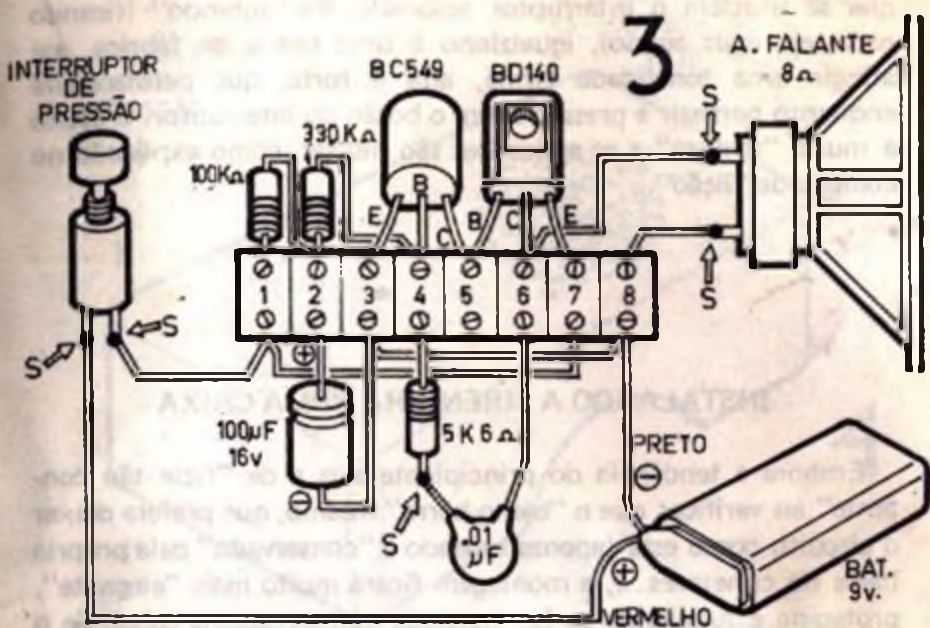 3
INTERRUPTOR
DE
PRESSÃO
BC549
BD140
A. FALANTE
8Ω
330KΩ
100KΩ
S
S
B
E
C
B
C
E
1 2 3 4 5 6 7 8
S
S
⊕
100µF
16v
⊖
5K6Ω
S
.01
µF
PRETO
⊖
⊕
BAT.
9v.
VERMELHO